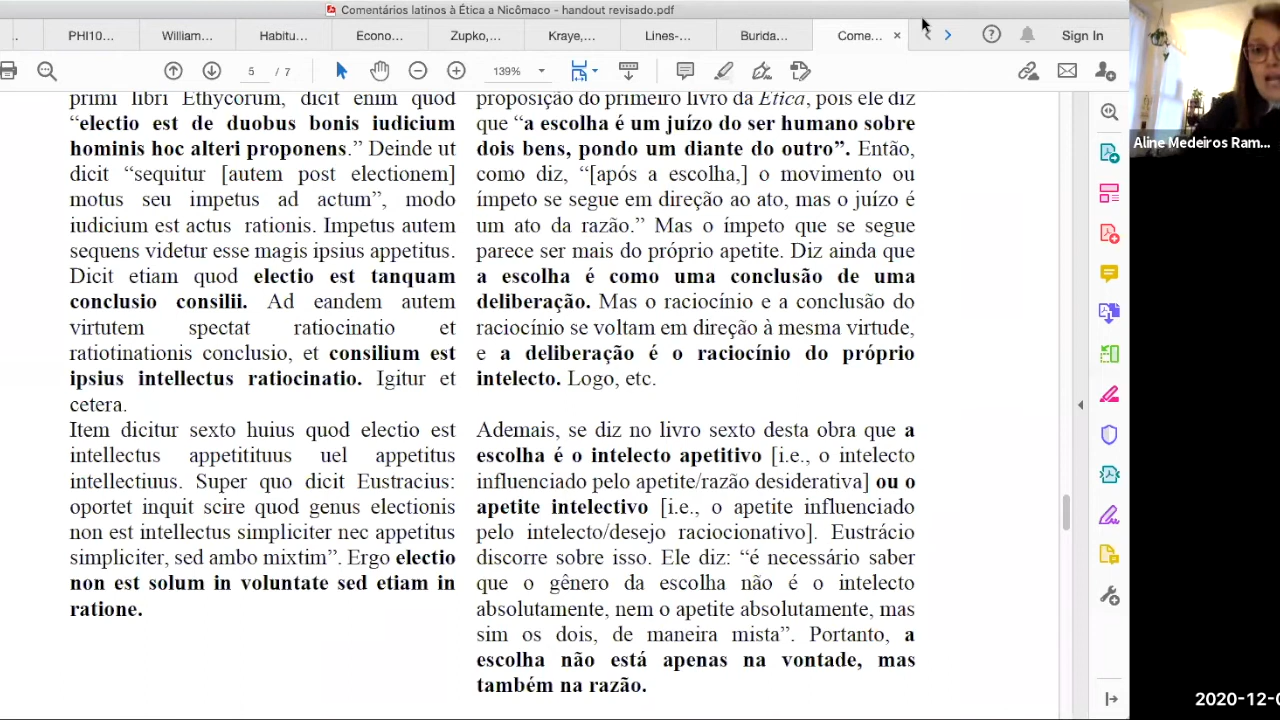 Comentários latinos à Ética a Nicômaco - handout revisado.pdf
PHI10...
William...
Habitu...
Econo...
Zupko,...
Kraye,...
Lines-...
Burida...
Come... ×
Sign In
5 / 7
139%
primi libri Ethycorum, dicit enim quod
“electio est de duobus bonis iudicium
hominis hoc alteri proponens.” Deinde ut
dicit “sequitur [autem post electionem]
motus seu impetus ad actum”, modo
iudicium est actus rationis. Impetus autem
sequens videtur esse magis ipsius appetitus.
Dicit etiam quod electio est tanquam
conclusio consilii. Ad eandem autem
virtutem spectat ratiocinatio et
ratiotinationis conclusio, et consilium est
ipsius intellectus ratiocinatio. Igitur et
cetera.
Item dicitur sexto huius quod electio est
intellectus appetitituus uel appetitus
intellectiuus. Super quo dicit Eustracius:
oportet inquit scire quod genus electionis
non est intellectus simpliciter nec appetitus
simpliciter, sed ambo mixtim”. Ergo electio
non est solum in voluntate sed etiam in
ratione.
proposição do primeiro livro da Ética, pois ele diz
que “a escolha é um juízo do ser humano sobre
dois bens, pondo um diante do outro”. Então,
como diz, “[após a escolha,] o movimento ou
ímpeto se segue em direção ao ato, mas o juízo é
um ato da razão.” Mas o ímpeto que se segue
parece ser mais do próprio apetite. Diz ainda que
a escolha é como uma conclusão de uma
deliberação. Mas o raciocínio e a conclusão do
raciocínio se voltam em direção à mesma virtude,
e a deliberação é o raciocínio do próprio
intelecto. Logo, etc.
Ademais, se diz no livro sexto desta obra que a
escolha é o intelecto apetitivo [i.e., o intelecto
influenciado pelo apetite/razão desiderativa] ou o
apetite intelectivo [i.e., o apetite influenciado
pelo intelecto/desejo raciocionativo]. Eustrácio
discorre sobre isso. Ele diz: “é necessário saber
que o gênero da escolha não é o intelecto
absolutamente, nem o apetite absolutamente, mas
sim os dois, de maneira mista”. Portanto, a
escolha não está apenas na vontade, mas
também na razão.
Aline Medeiros Ram...
2020-12-0